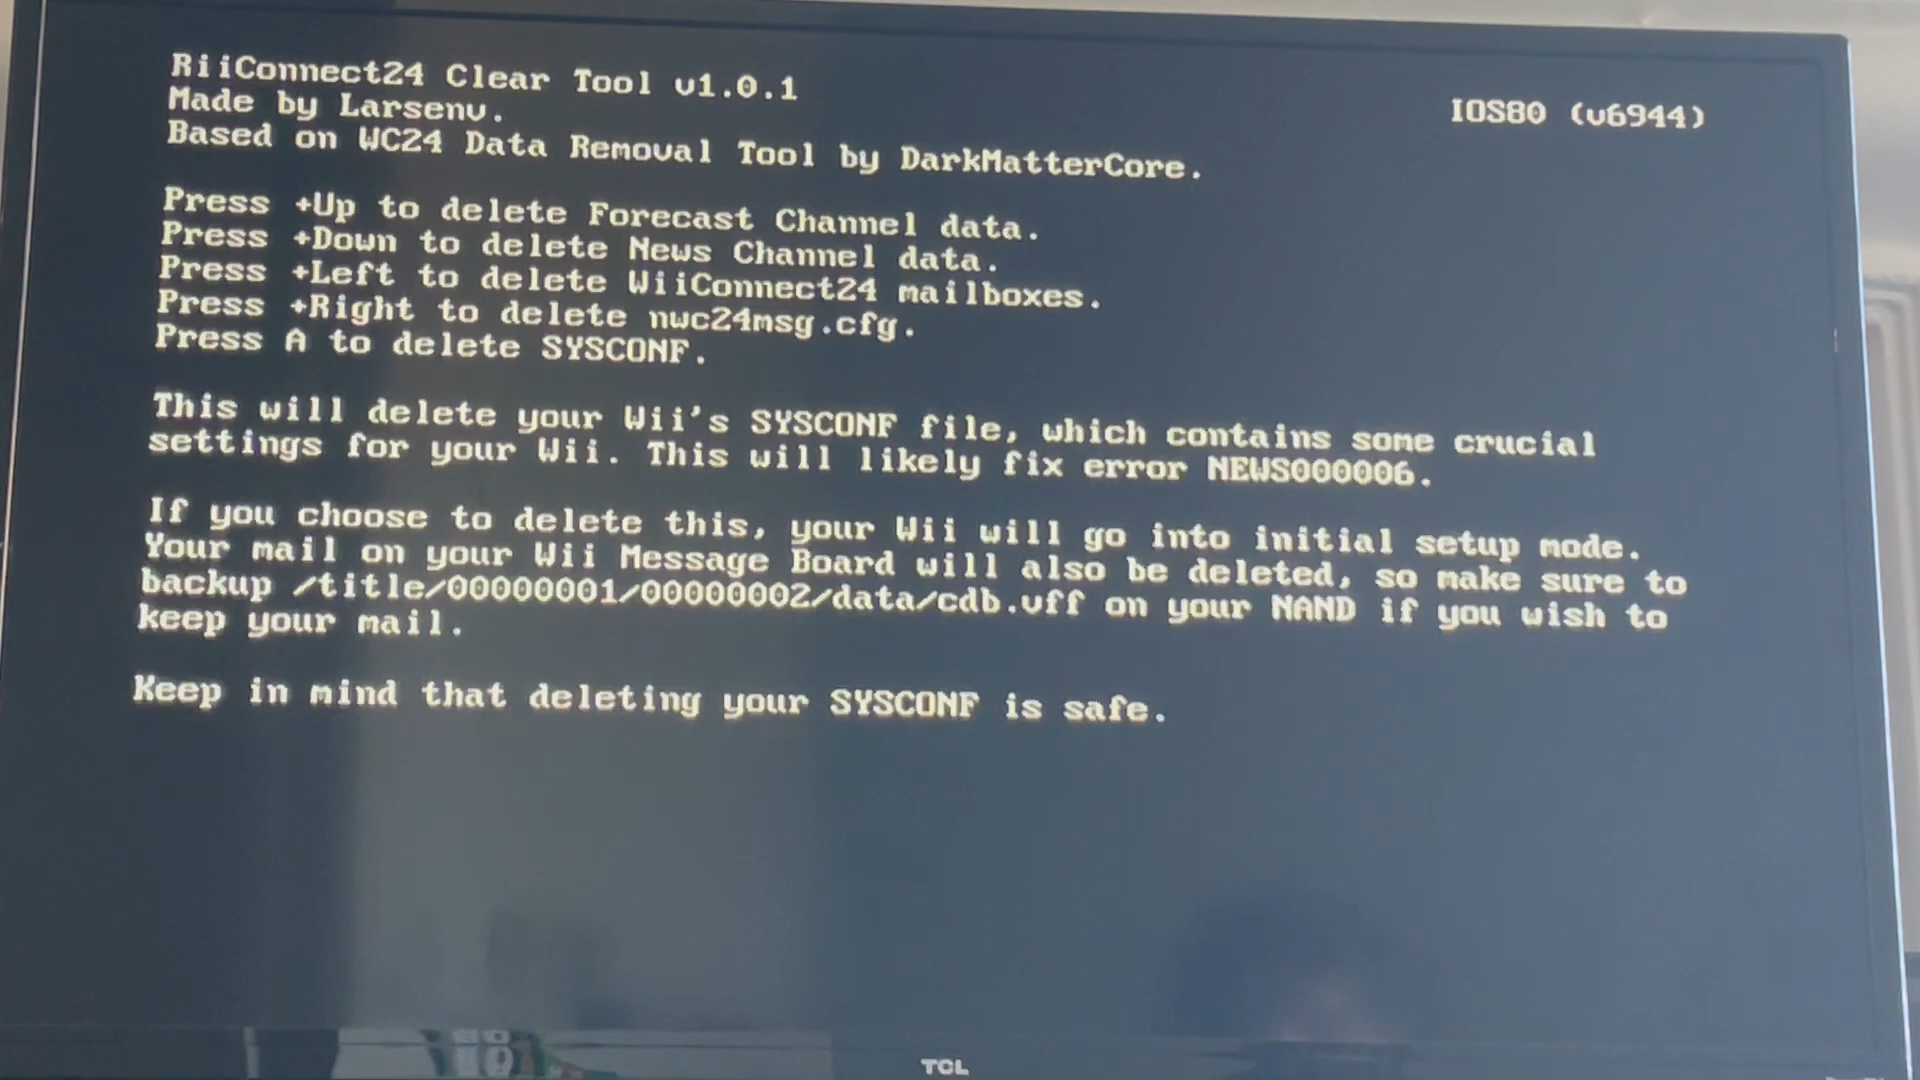 RiiConnect24 Clear Tool v1.0.1
Made by Larsenv.
IOS80 (v6944)
Based on WC24 Data Removal Tool by DarkMatterCore.
Press +Up to delete Forecast Channel data.
Press +Down to delete News Channel data.
Press +Left to delete WiiConnect24 mailboxes.
Press +Right to delete nwc24msg.cfg.
Press A to delete SYSCONF.
This will delete your Wii's SYSCONF file, which contains some crucial
settings for your Wii. This will likely fix error NEWS000006.
If you choose to delete this, your Wii will go into initial setup mode.
Your mail on your Wii Message Board will also be deleted, so make sure to
backup /title/00000001/00000002/data/cdb.vff on your NAND if you wish to
keep your mail.
Keep in mind that deleting your SYSCONF is safe.
TCL